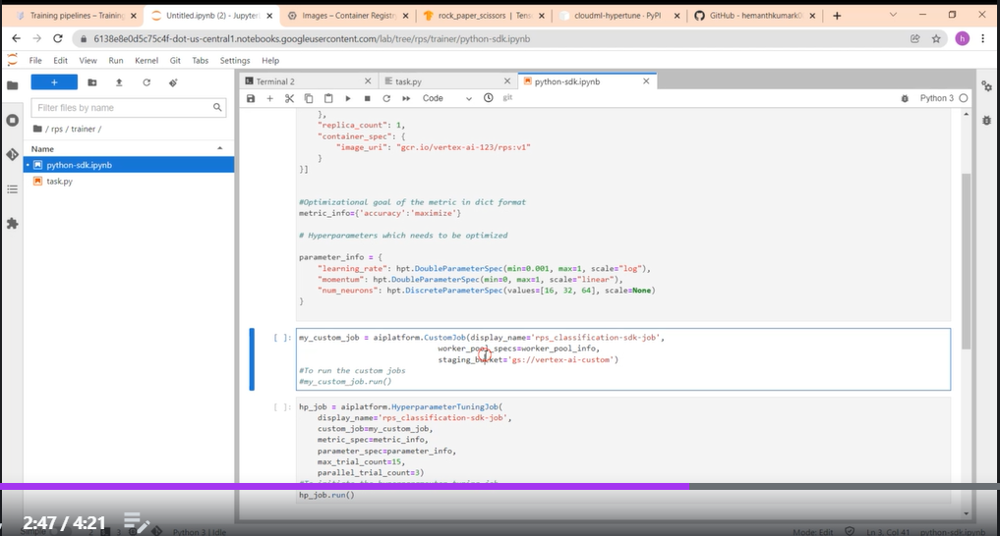 Training pipelines – Training
Untitled.ipynb (2) - Jupyter
Images – Container Registr
rock_paper_scissors | Tens
cloudml-hypertune · PyPI
GitHub - hemanthkumark0
6138e8e0d5c75c4f-dot-us-central1.notebooks.googleusercontent.com/lab/tree/rps/trainer/python-sdk.ipynb
h
File Edit View Run Kernel Git Tabs Settings Help
Terminal 2
task.py
python-sdk.ipynb
Code
git
Python 3
Filter files by name
/ rps / trainer /
Name
python-sdk.ipynb
task.py
},
"replica_count": 1,
"container_spec": {
"image_uri": "gcr.io/vertex-ai-123/rps:v1"
}
}]
#Optimizational goal of the metric in dict format
metric_info={'accuracy':'maximize'}
# Hyperparameters which needs to be optimized
parameter_info = {
"learning_rate": hpt.DoubleParameterSpec(min=0.001, max=1, scale="log"),
"momentum": hpt.DoubleParameterSpec(min=0, max=1, scale="linear"),
"num_neurons": hpt.DiscreteParameterSpec(values=[16, 32, 64], scale=None)
}
[ ]: my_custom_job = aiplatform.CustomJob(display_name='rps_classification-sdk-job',
worker_pool_specs=worker_pool_info,
staging_bucket='gs://vertex-ai-custom')
#To run the custom jobs
#my_custom_job.run()
[ ]: hp_job = aiplatform.HyperparameterTuningJob(
display_name='rps_classification-sdk-job',
custom_job=my_custom_job,
metric_spec=metric_info,
parameter_spec=parameter_info,
max_trial_count=15,
parallel_trial_count=3)
hp_job.run()
2:47 / 4:21
Python 3 | Idle
Mode: Edit
Ln 3, Col 41
python-sdk.ipynb